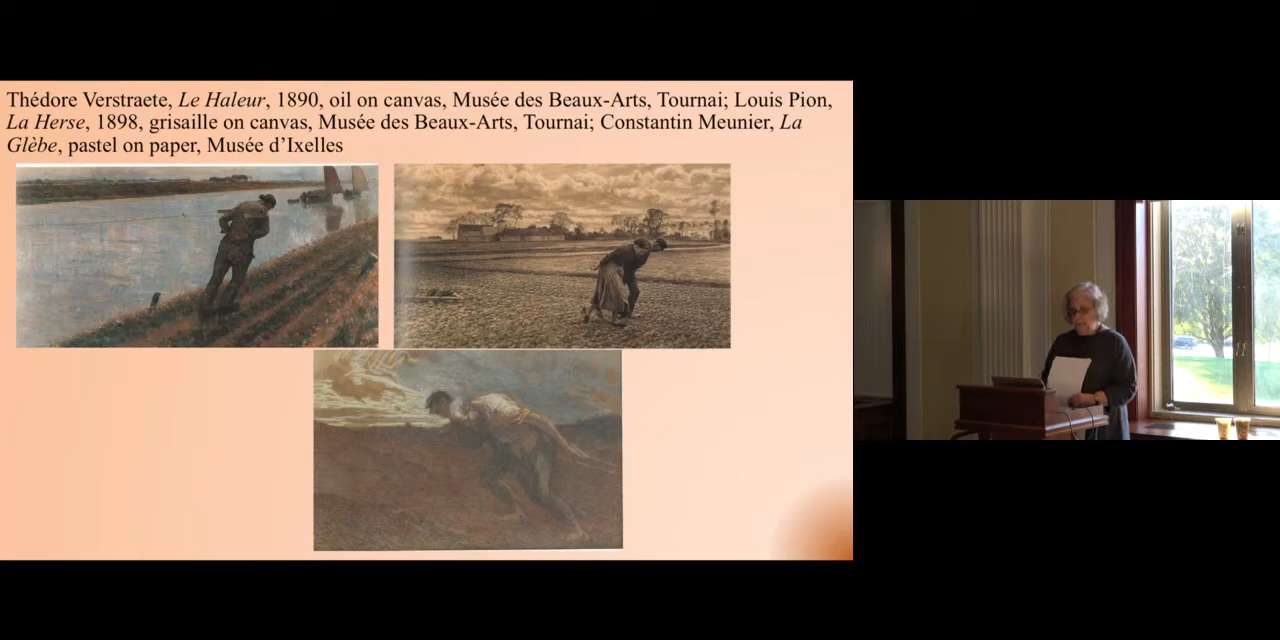 Thédore Verstraete, Le Haleur, 1890, oil on canvas, Musée des Beaux-Arts, Tournai; Louis Pion,
La Herse, 1898, grisaille on canvas, Musée des Beaux-Arts, Tournai; Constantin Meunier, La
Glèbe, pastel on paper, Musée d’Ixelles